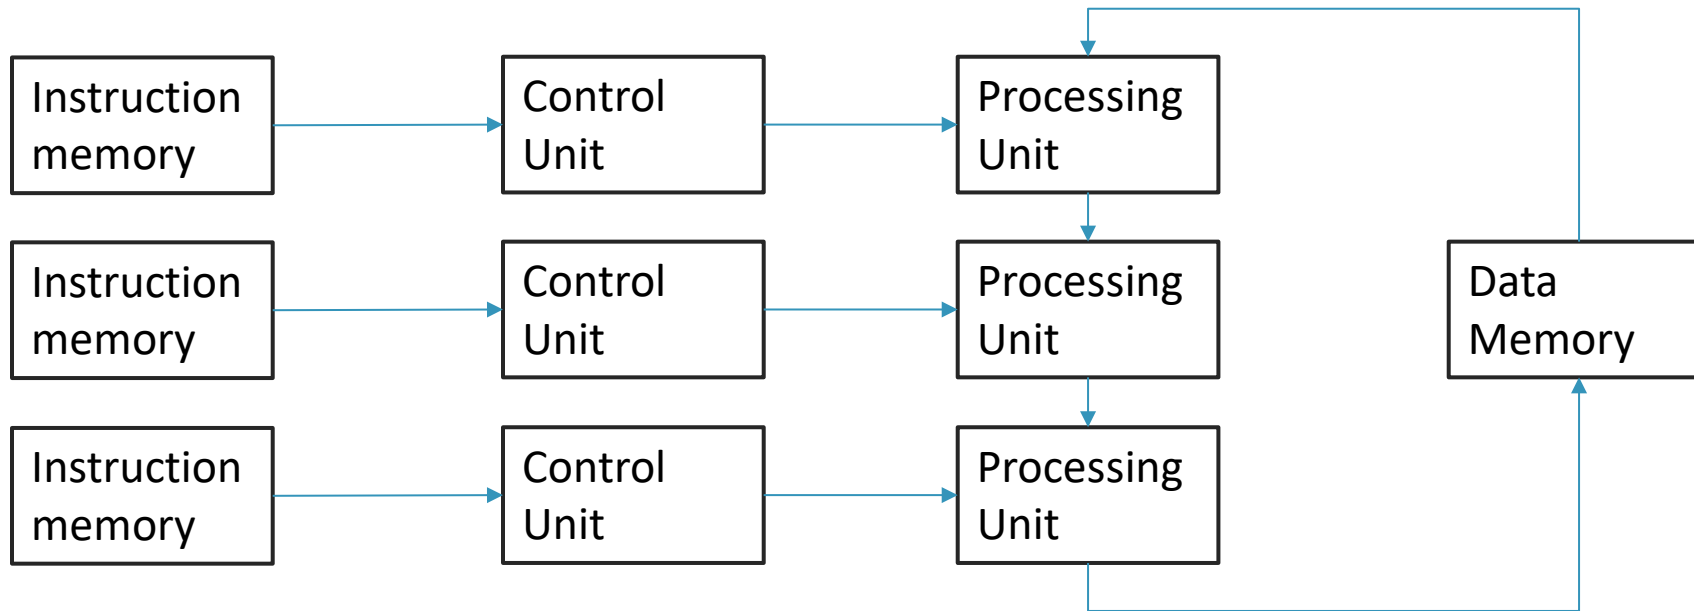 Instruction
memory
Control
Unit
Processing
Unit
Instruction
memory
Control
Unit
Processing
Unit
Data
Memory
Instruction
memory
Control
Unit
Processing
Unit